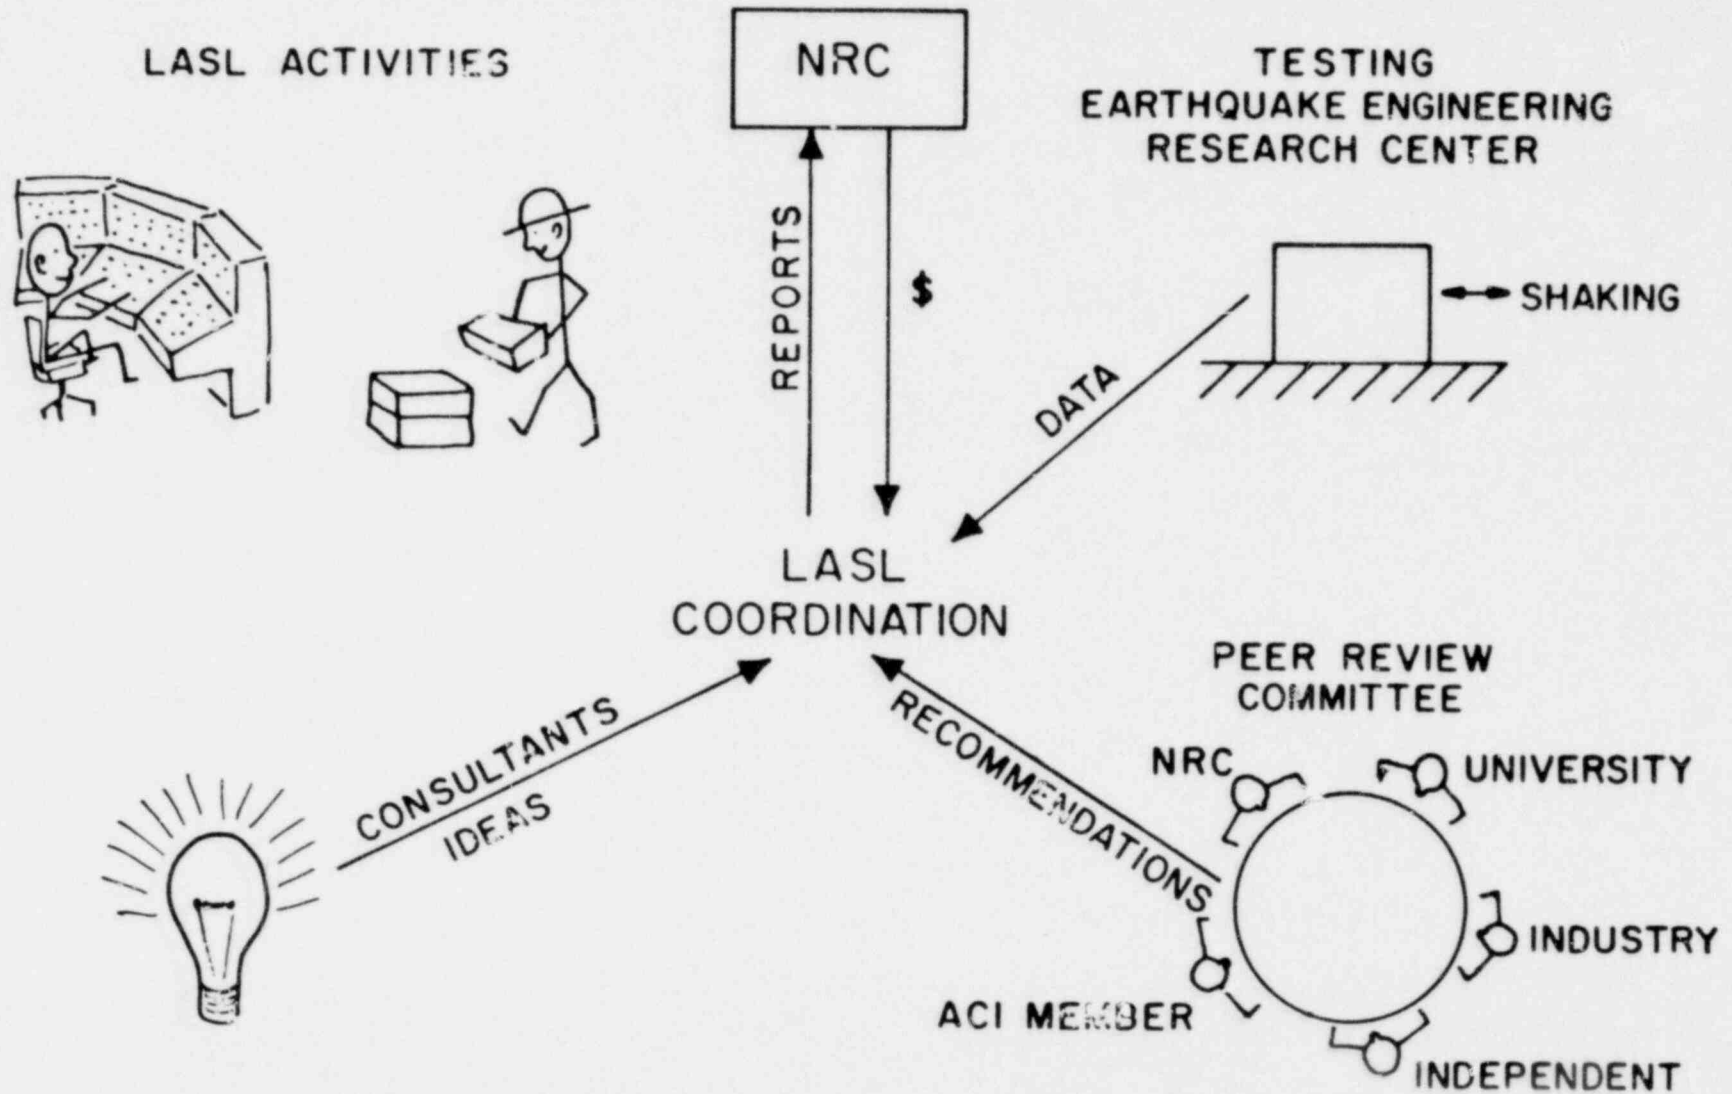 LASL ACTIVITIES
NRC
TESTING
EARTHQUAKE ENGINEERING
RESEARCH CENTER
REPORTS
$
SHAKING
DATA
LASL
COORDINATION
CONSULTANTS
IDEAS
RECOMMENDATIONS
PEER REVIEW
COMMITTEE
NRC
UNIVERSITY
INDUSTRY
ACI MEMBER
INDEPENDENT